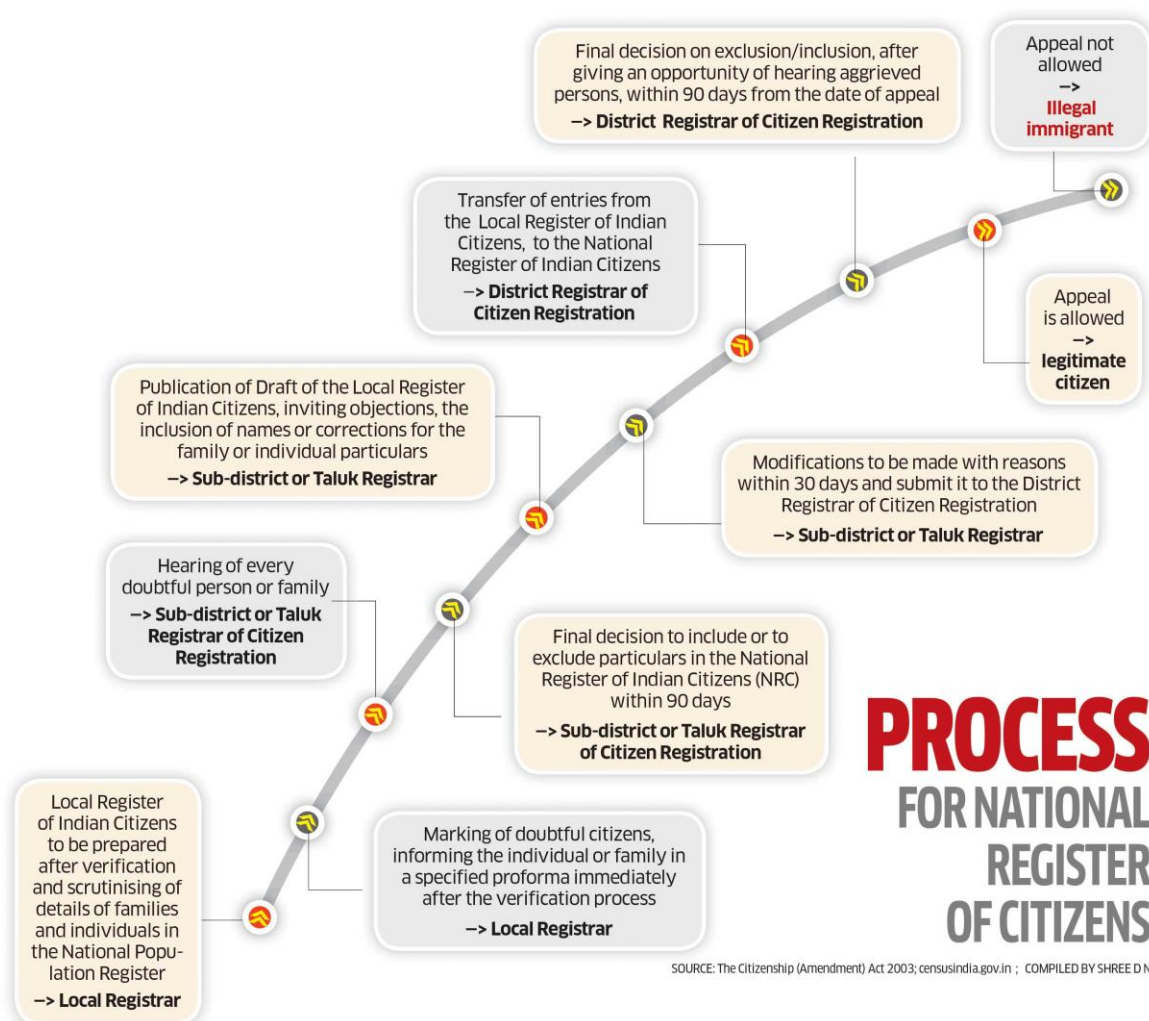 Final decision on exclusion/inclusion, after
giving an opportunity of hearing aggrieved
persons, within 90 days from the date of appeal
—> District Registrar of Citizen Registration
Appeal not
allowed
—>
Illegal
immigrant
Transfer of entries from
the Local Register of Indian
Citizens, to the National
Register of Indian Citizens
—> District Registrar of
Citizen Registration
Appeal
is allowed
—>
legitimate
citizen
Publication of Draft of the Local Register
of Indian Citizens, inviting objections, the
inclusion of names or corrections for the
family or individual particulars
—> Sub-district or Taluk Registrar
Modifications to be made with reasons
within 30 days and submit it to the District
Registrar of Citizen Registration
—> Sub-district or Taluk Registrar
Hearing of every
doubtful person or family
—> Sub-district or Taluk
Registrar of Citizen
Registration
Final decision to include or to
exclude particulars in the National
Register of Indian Citizens (NRC)
within 90 days
—> Sub-district or Taluk Registrar
of Citizen Registration
Local Register
of Indian Citizens
to be prepared
after verification
and scrutinising of
details of families
and individuals in
the National Popu-
lation Register
—> Local Registrar
Marking of doubtful citizens,
informing the individual or family in
a specified proforma immediately
after the verification process
—> Local Registrar
PROCESS
FOR NATIONAL
REGISTER
OF CITIZENS
SOURCE: The Citizenship (Amendment) Act 2003; censusindia.gov.in ; COMPILED BY SHREE D N